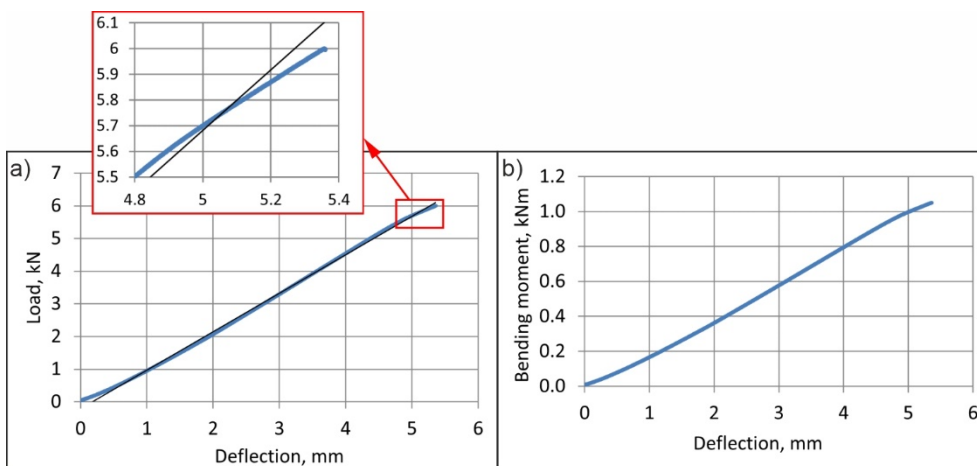 6.1
6
5.9
5.8
5.7
5.6
5.5
4.8 5 5.2 5.4
a)
7
6
5
4
3
2
1
0
Load, kN
0 1 2 3 4 5 6
Deflection, mm
b)
1.2
1.0
0.8
0.6
0.4
0.2
0.0
Bending moment, kNm
0 1 2 3 4 5 6
Deflection, mm